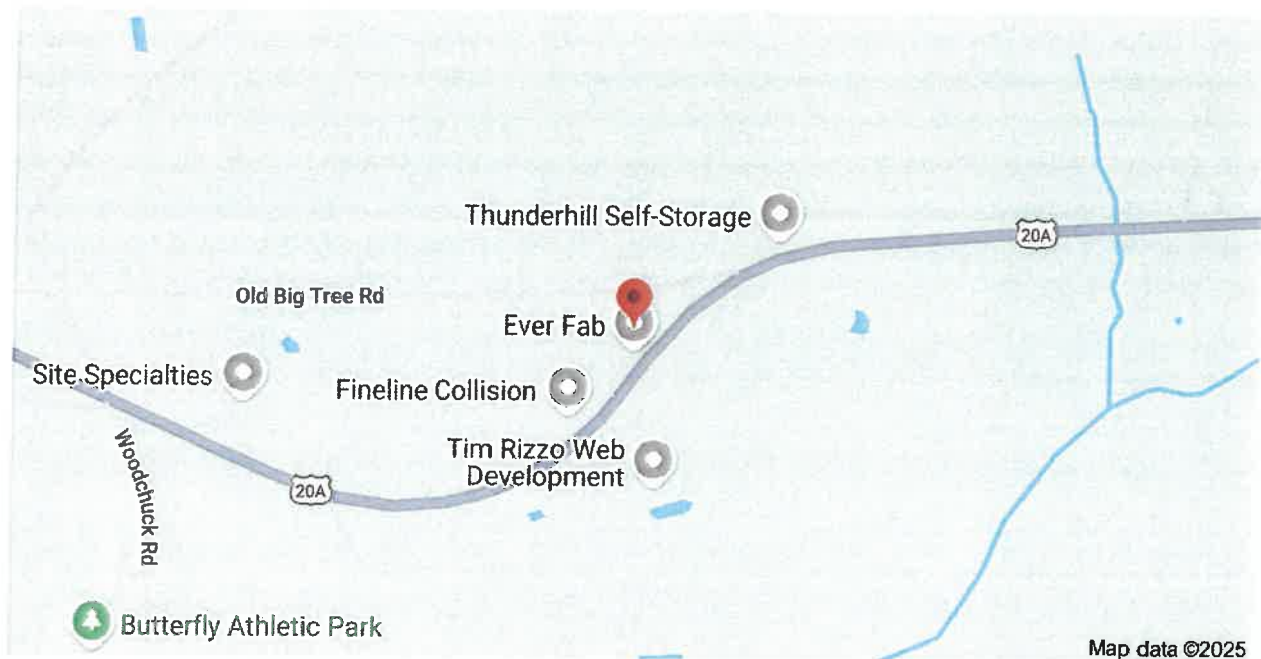 Thunderhill Self-Storage
20A
Old Big Tree Rd
Ever Fab
Site Specialties
Fineline Collision
Tim Rizzo Web
Development
20A
Woodchuck Rd
Butterfly Athletic Park
Map data ©2025